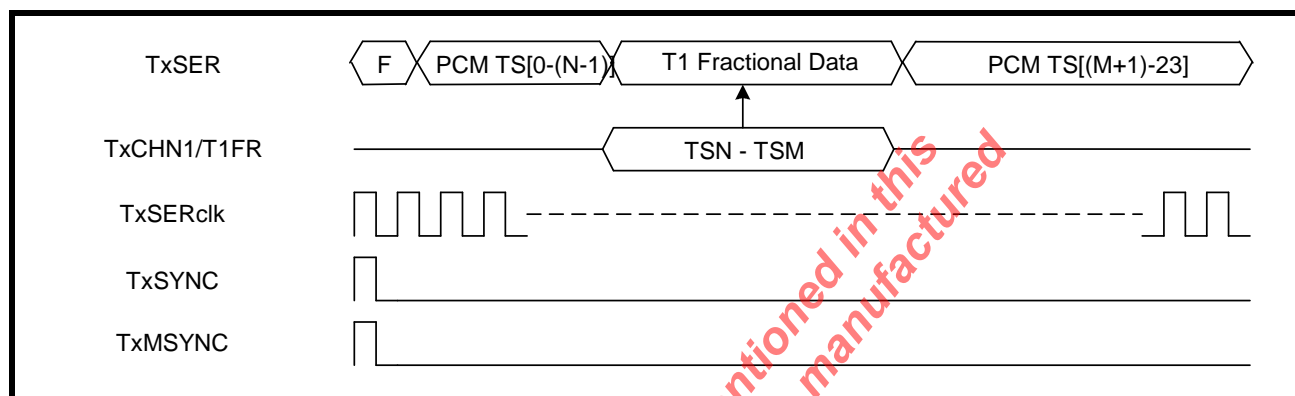 TxSER
F
PCM TS[0-(N-1)]
T1 Fractional Data
PCM TS[(M+1)-23]
TxCHN1/T1FR
TSN - TSM
TxSERclk
TxSYNC
TxMSYNC
ntioned in this
manufactured